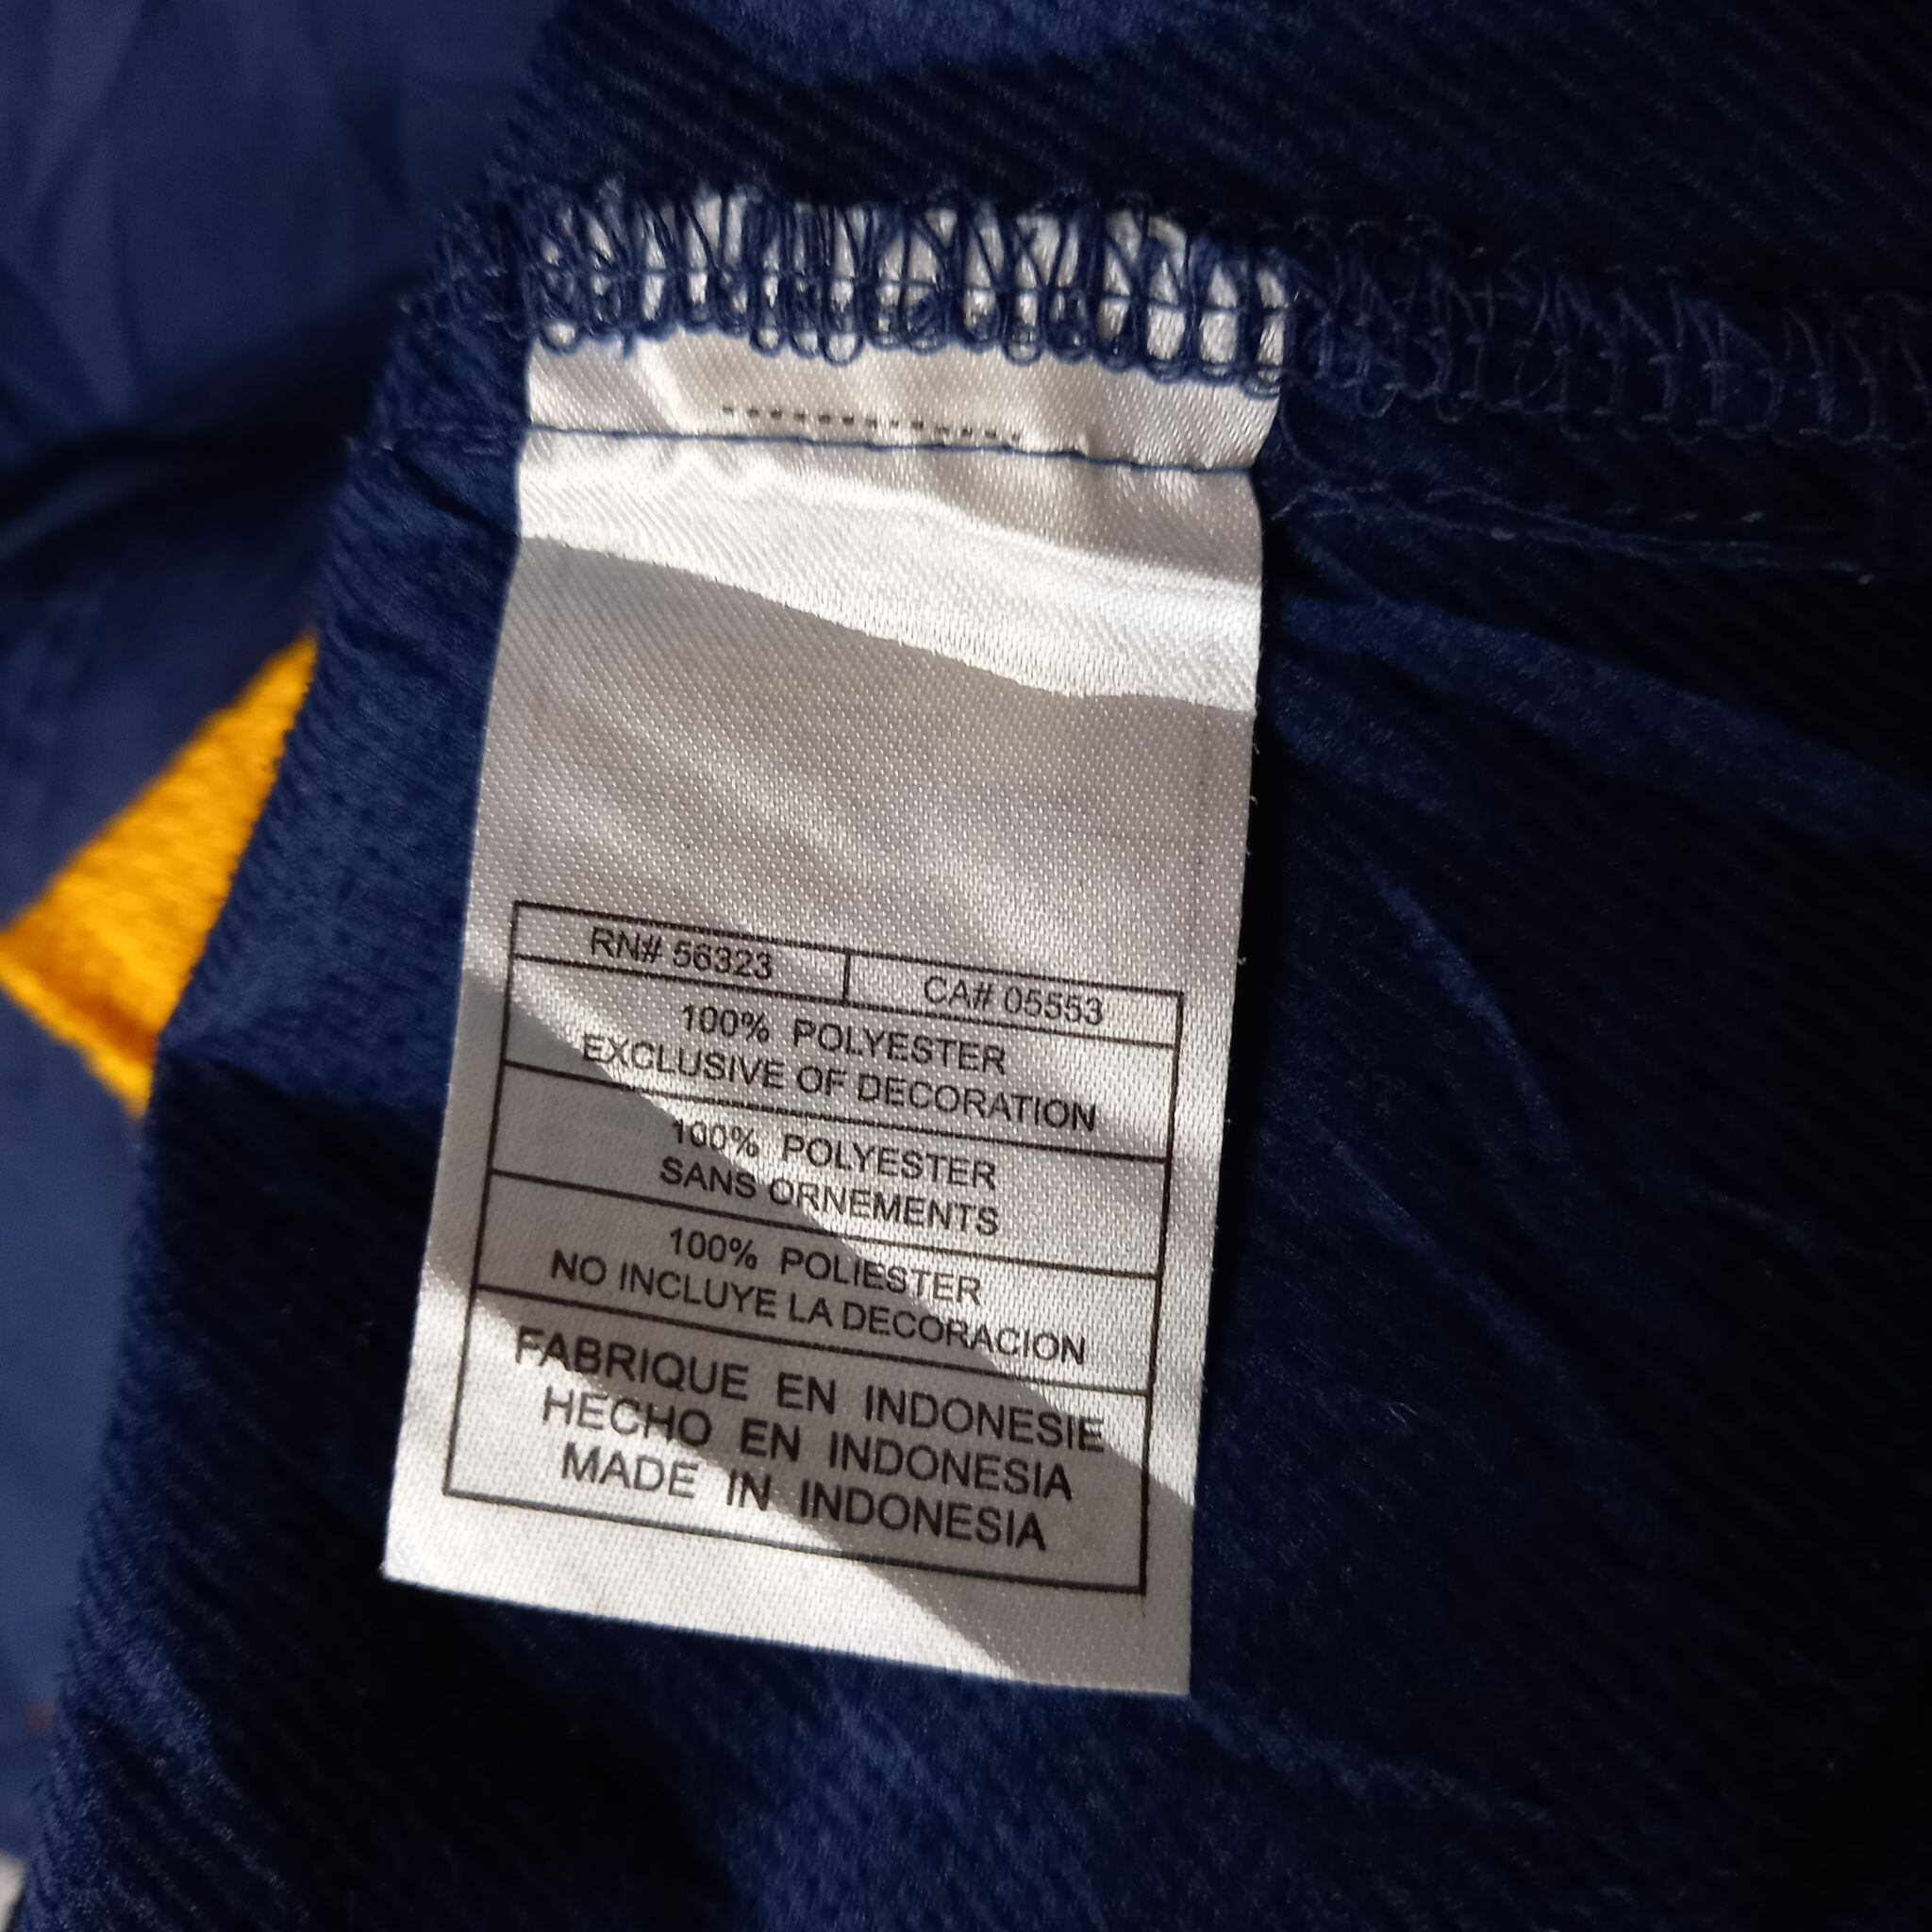 RN# 56323
CA# 05553
100% POLYESTER
EXCLUSIVE OF DECORATION
100% POLYESTER
SANS ORNEMENTS
100% POLIESTER
NO INCLUYE LA DECORACION
FABRIQUE EN INDONESIE
HECHO EN INDONESIA
MADE IN INDONESIA